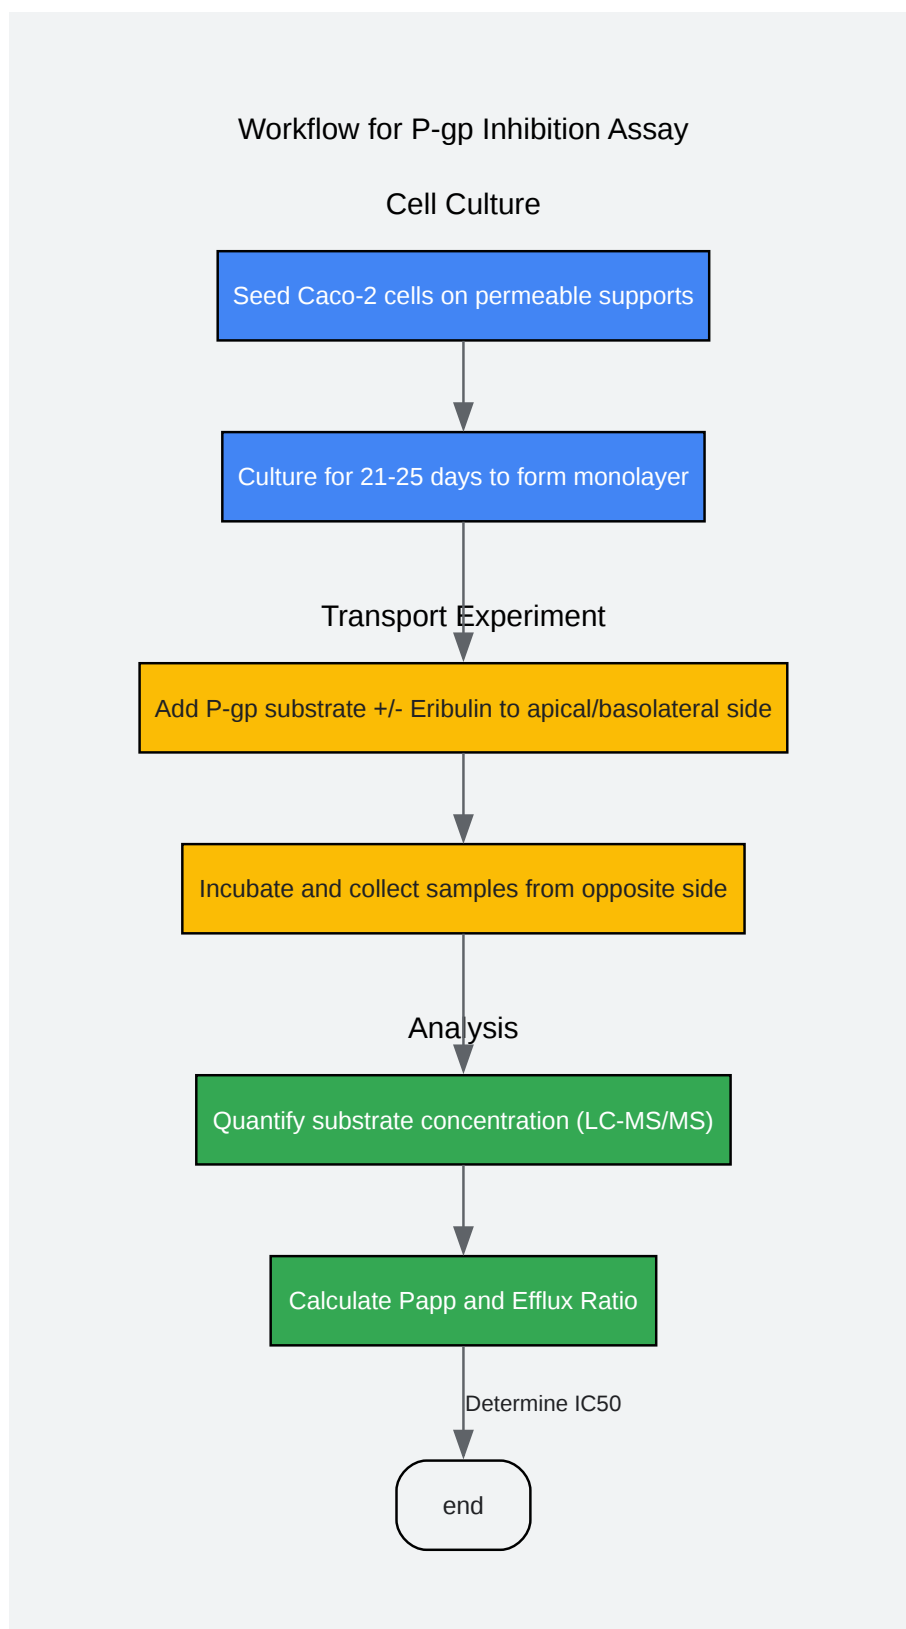 Workflow for P-gp Inhibition Assay
Cell Culture
Seed Caco-2 cells on permeable supports
Culture for 21-25 days to form monolayer
Transport Experiment
Add P-gp substrate +/- Eribulin to apical/basolateral side
Incubate and collect samples from opposite side
Analysis
Quantify substrate concentration (LC-MS/MS)
Calculate Papp and Efflux Ratio
Determine IC50
end